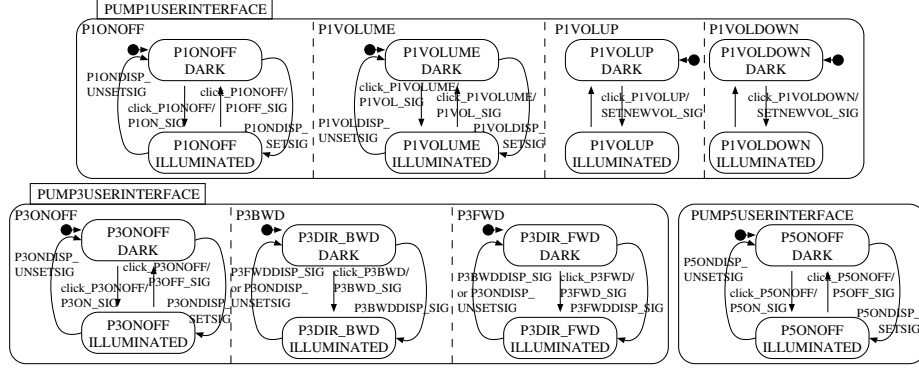 PUMP1USERINTERFACE
P1ONOFF
P1ONOFF
DARK
P1ONDISP_
UNSETSIG
click_P1ONOFF/
P1ON_SIG
click_P1ONOFF/
P1OFF_SIG
P1ONDISP_
SETSIG
P1ONOFF
ILLUMINATED
P1VOLUME
P1VOLUME
DARK
click_P1VOLUME/
P1VOL_SIG
click_P1VOLUME/
P1VOL_SIG
P1VOLDISP_
UNSETSIG
P1VOLDISP_
SETSIG
P1VOLUME
ILLUMINATED
P1VOLUP
P1VOLUP
DARK
click_P1VOLUP/
SETNEWVOL_SIG
P1VOLUP
ILLUMINATED
P1VOLDOWN
P1VOLDOWN
DARK
click_P1VOLDOWN/
SETNEWVOL_SIG
P1VOLDOWN
ILLUMINATED
PUMP3USERINTERFACE
P3ONOFF
P3ONOFF
DARK
P3ONDISP_
UNSETSIG
click_P3ONOFF/
P3OFF_SIG
click_P3ONOFF/
P3ON_SIG
P3ONDISP_
SETSIG
P3ONOFF
ILLUMINATED
P3BWD
P3DIR_BWD
DARK
P3FWDDISP_SIG
or P3ONDISP_
UNSETSIG
click_P3BWD/
P3BWD_SIG
P3BWDDISP_SIG
P3DIR_BWD
ILLUMINATED
P3FWD
P3DIR_FWD
DARK
P3BWDDISP_SIG
or P3ONDISP_
UNSETSIG
click_P3FWD/
P3FWD_SIG
P3FWDDISP_SIG
P3DIR_FWD
ILLUMINATED
PUMP5USERINTERFACE
P5ONOFF
DARK
P5ONDISP_
UNSETSIG
click_P5ONOFF/
P5OFF_SIG
click_P5ONOFF/
P5ON_SIG
P5ONDISP_
SETSIG
P5ONOFF
ILLUMINATED